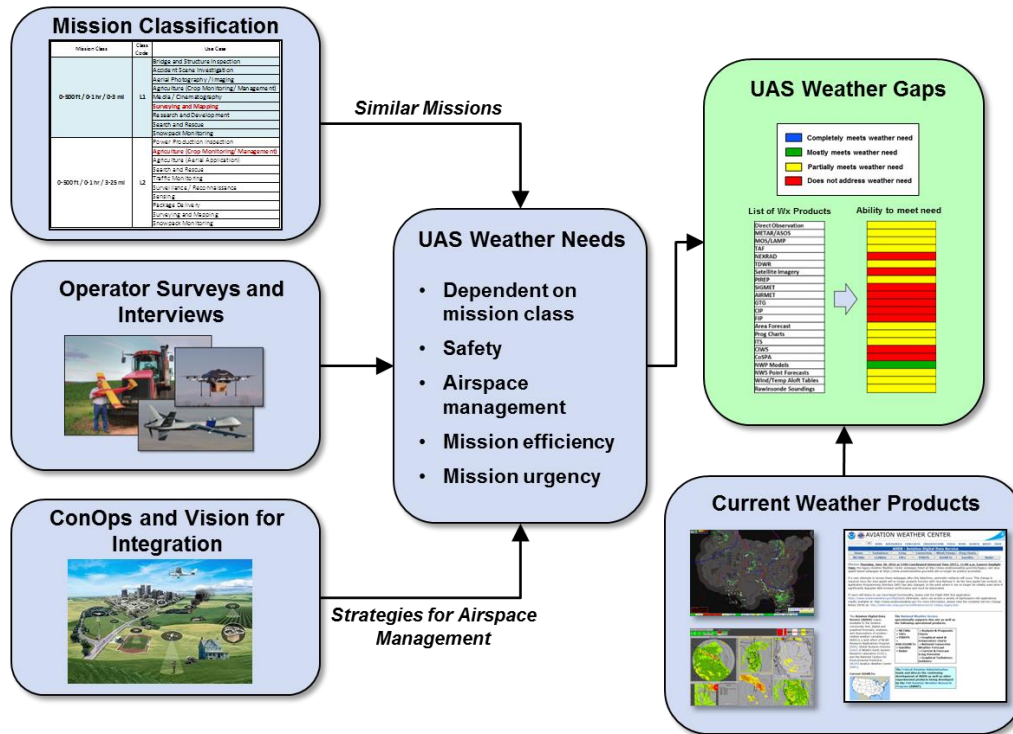 Mission Classification
Mission Class
Class Code
Use Case
0-500 ft / 0-1 hr / 0-3 mi
L1
Bridge and Structure Inspection
Accident Scene Investigation
Aerial Photography / Imaging
Agriculture (Crop Monitoring/ Management)
Media / Cinematography
Surveying and Mapping
Research and Development
Search and Rescue
Snowpack Monitoring
0-500 ft / 0-1 hr / 3-25 mi
L2
Power Production Inspection
Agriculture (Crop Monitoring/ Management)
Agriculture (Aerial Application)
Search and Rescue
Traffic Monitoring
Surveillance / Reconnaissance
Sensing
Package Delivery
Surveying and Mapping
Snowpack Monitoring
Similar Missions
Operator Surveys and
Interviews
ConOps and Vision for
Integration
Strategies for Airspace
Management
UAS Weather Needs
• Dependent on
mission class
• Safety
• Airspace
management
• Mission efficiency
• Mission urgency
UAS Weather Gaps
Completely meets weather need
Mostly meets weather need
Partially meets weather need
Does not address weather need
List of Wx Products
Ability to meet need
Direct Observation
METAR/ASOS
MOS/LAMP
TAF
NEXRAD
TDWR
Satellite Imagery
PIREP
SIGMET
AIRMET
GTG
CIP
FIP
Area Forecast
Prog Charts
ITS
CIWS
CoSPA
NWP Models
NWS Point Forecasts
Wind/Temp Aloft Tables
Rawinsonde Soundings
Current Weather Products
AVIATION WEATHER CENTER
ADDS - Aviation Digital Data Service